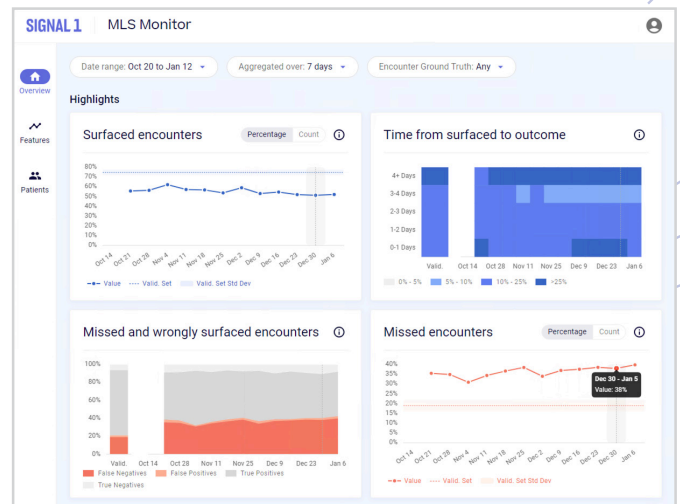 SIGNAL 1 MLS Monitor
Date range: Oct 20 to Jan 12 Aggregated over: 7 days Encounter Ground Truth: Any
Overview
Features
Patients
Highlights
Surfaced encounters Percentage Count
80%
70%
60%
50%
40%
30%
20%
10%
0%
Oct 14 Oct 21 Oct 28 Nov 4 Nov 11 Nov 18 Nov 25 Dec 2 Dec 9 Dec 16 Dec 23 Dec 30 Jan 6
Value Valid. Set Valid. Set Std Dev
Time from surfaced to outcome
4+ Days
3-4 Days
2-3 Days
1-2 Days
0-1 Days
Valid. Oct 14 Oct 28 Nov 11 Nov 25 Dec 9 Dec 23 Jan 6
0% - 5% 5% - 10% 10% - 25% >25%
Missed and wrongly surfaced encounters
100%
80%
60%
40%
20%
0%
Valid. Oct 14 Oct 28 Nov 11 Nov 25 Dec 9 Dec 23 Jan 6
False Negatives False Positives True Positives
True Negatives
Missed encounters Percentage Count
40%
35%
30%
25%
20%
15%
10%
5%
0%
Dec 30 - Jan 5
Value: 38%
Oct 14 Oct 21 Oct 28 Nov 4 Nov 11 Nov 18 Nov 25 Dec 2 Dec 9 Dec 16 Dec 23 Dec 30 Jan 6
Value Valid. Set Valid. Set Std Dev